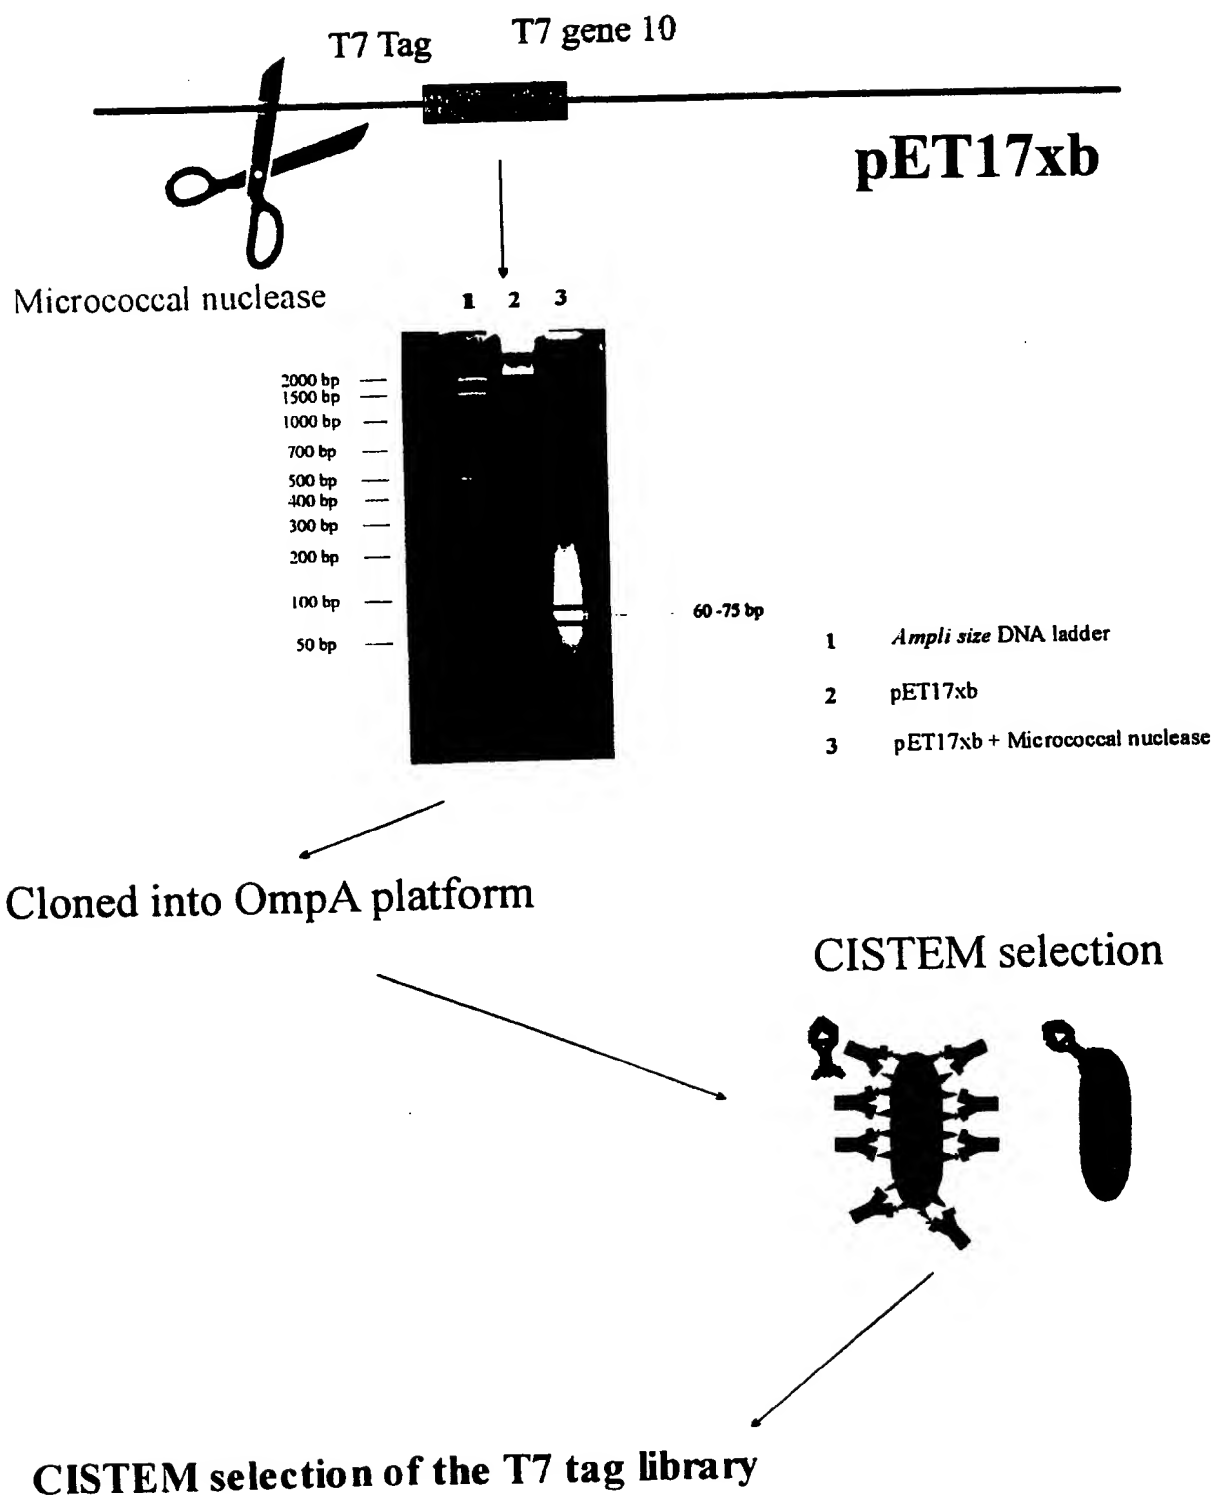 T7 Tag
T7 gene 10
pET17xb
Micrococcal nuclease
1 2 3
2000 bp
1500 bp
1000 bp
700 bp
500 bp
400 bp
300 bp
200 bp
100 bp
50 bp
60-75 bp
1 Ampli size DNA ladder
2 pET17xb
3 pET17xb + Micrococcal nuclease
Cloned into OmpA platform
CISTEM selection
CISTEM selection of the T7 tag library